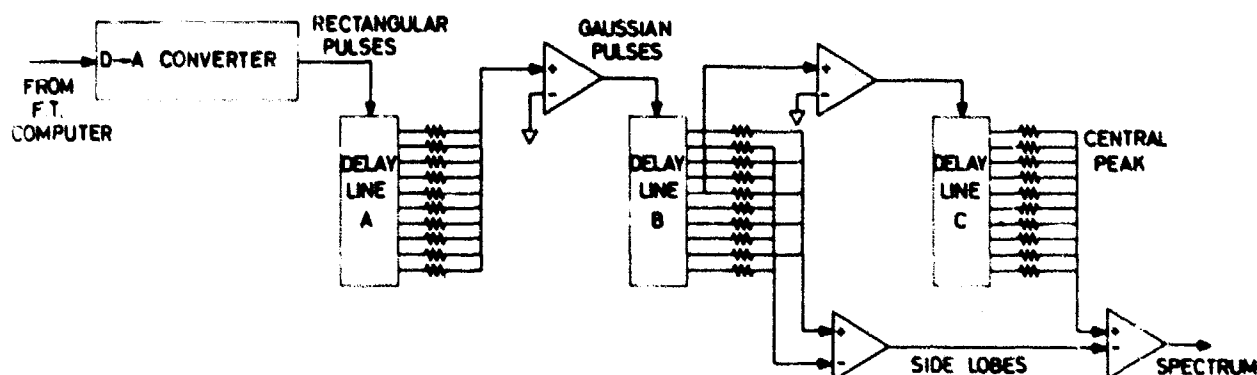 D-A CONVERTER
FROM
F.T.
COMPUTER
RECTANGULAR
PULSES
DELAY
LINE
A
+
-
GAUSSIAN
PULSES
DELAY
LINE
B
+
-
DELAY
LINE
C
CENTRAL
PEAK
+
-
SIDE LOBES
+
-
SPECTRUM